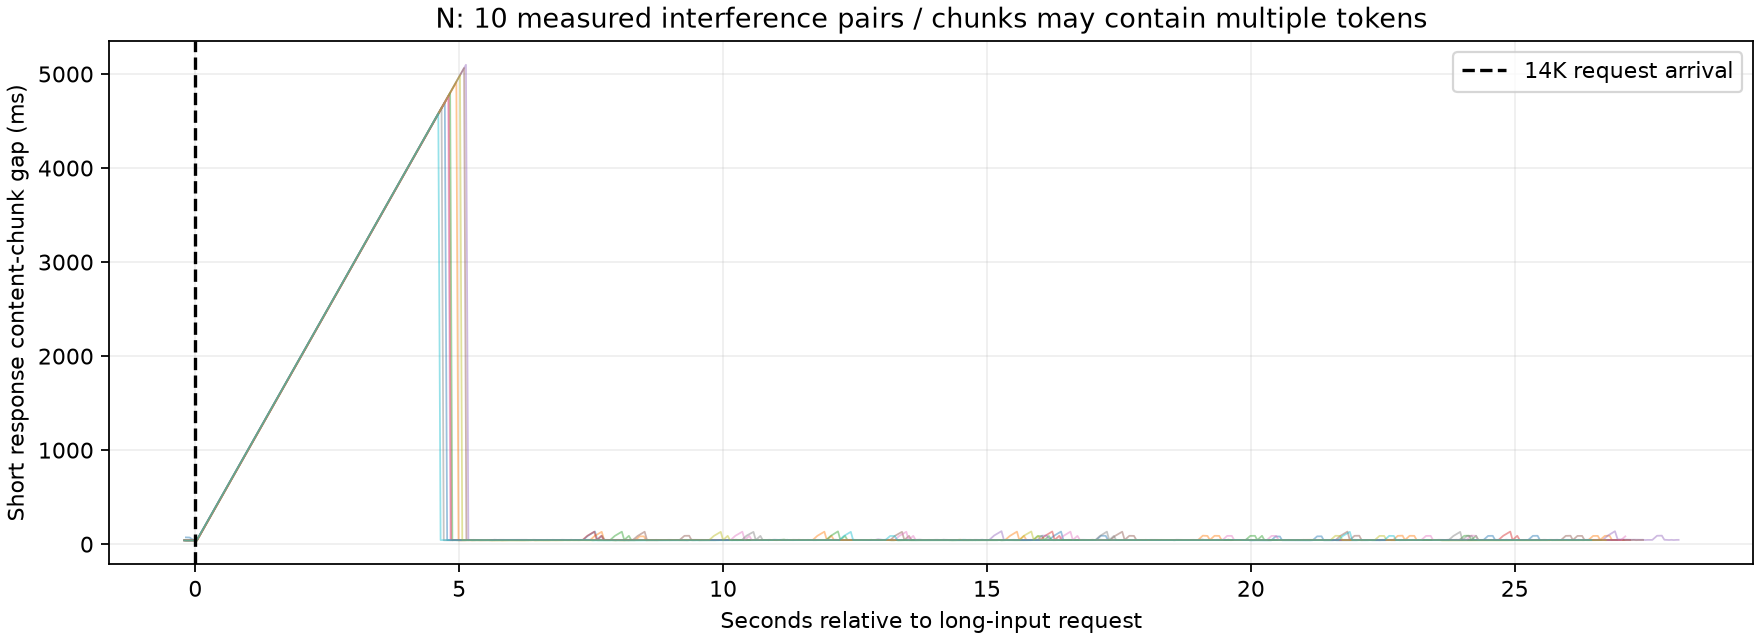 N: 10 measured interference pairs / chunks may contain multiple tokens
14K request arrival
Short response content-chunk gap (ms)
5000
4000
3000
2000
1000
0
0 5 10 15 20 25
Seconds relative to long-input request